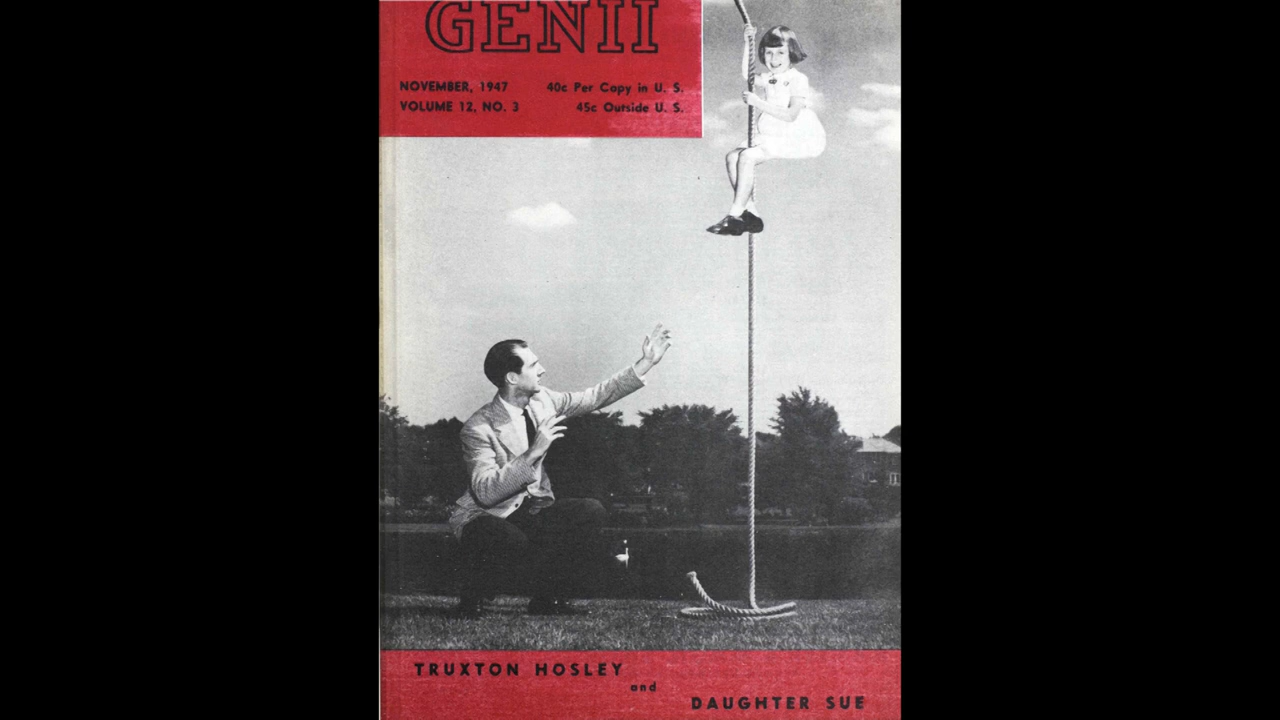 GENII
NOVEMBER, 1947 40c Per Copy in U. S.
VOLUME 12, NO. 3 45c Outside U. S.
TRUXTON HOSLEY
and
DAUGHTER SUE